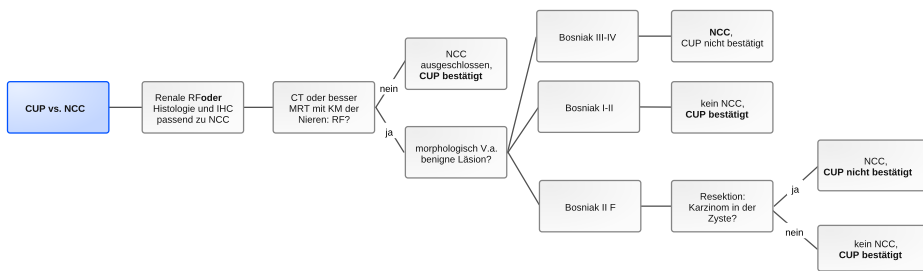 CUP vs. NCC
Renale RFoder
Histologie und IHC
passend zu NCC
CT oder besser
MRT mit KM der
Nieren: RF?
nein
NCC
ausgeschlossen,
CUP bestätigt
ja
morphologisch V.a.
benigne Läsion?
Bosniak III-IV
NCC,
CUP nicht bestätigt
Bosniak I-II
kein NCC,
CUP bestätigt
Bosniak II F
Resektion:
Karzinom in der
Zyste?
ja
NCC,
CUP nicht bestätigt
nein
kein NCC,
CUP bestätigt